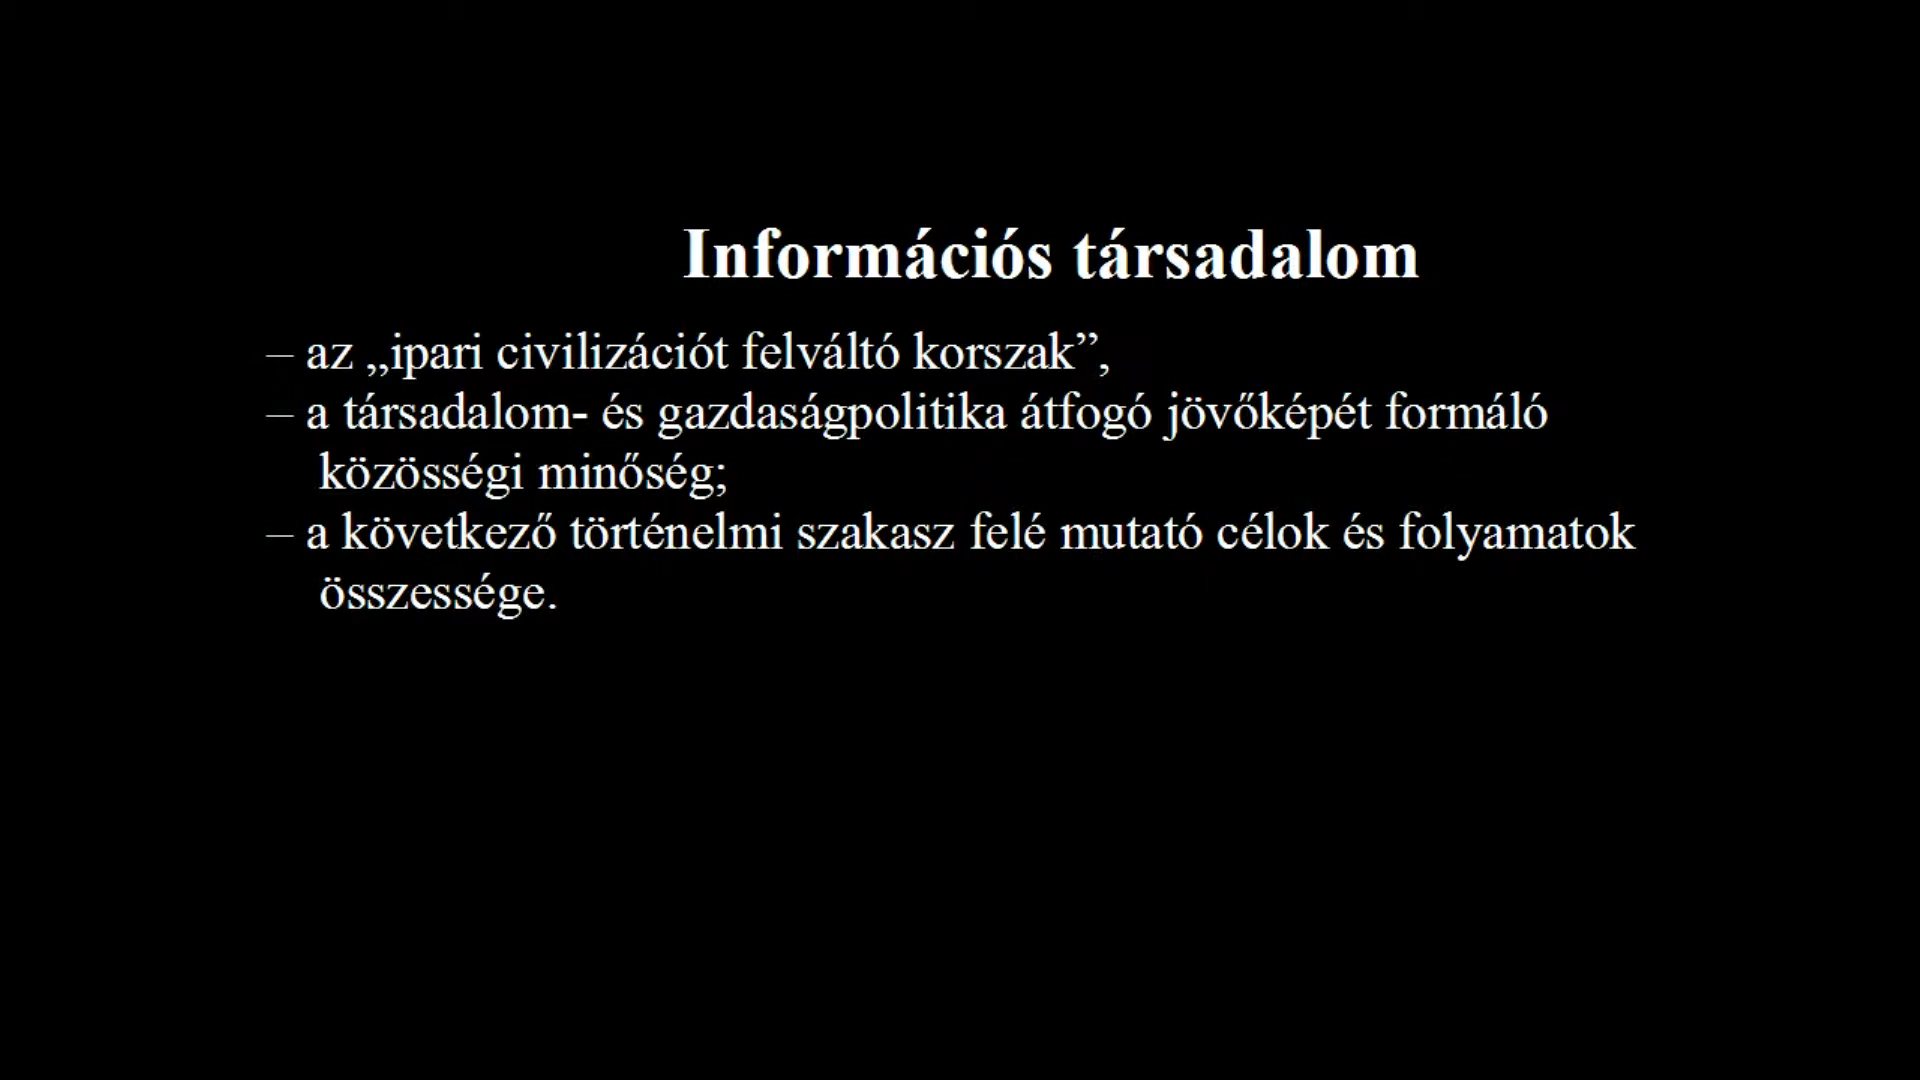 Információs társadalom
– az „ipari civilizációt felváltó korszak”,
– a társadalom- és gazdaságpolitika átfogó jövőképét formáló
közösségi minőség;
– a következő történelmi szakasz felé mutató célok és folyamatok
összessége.